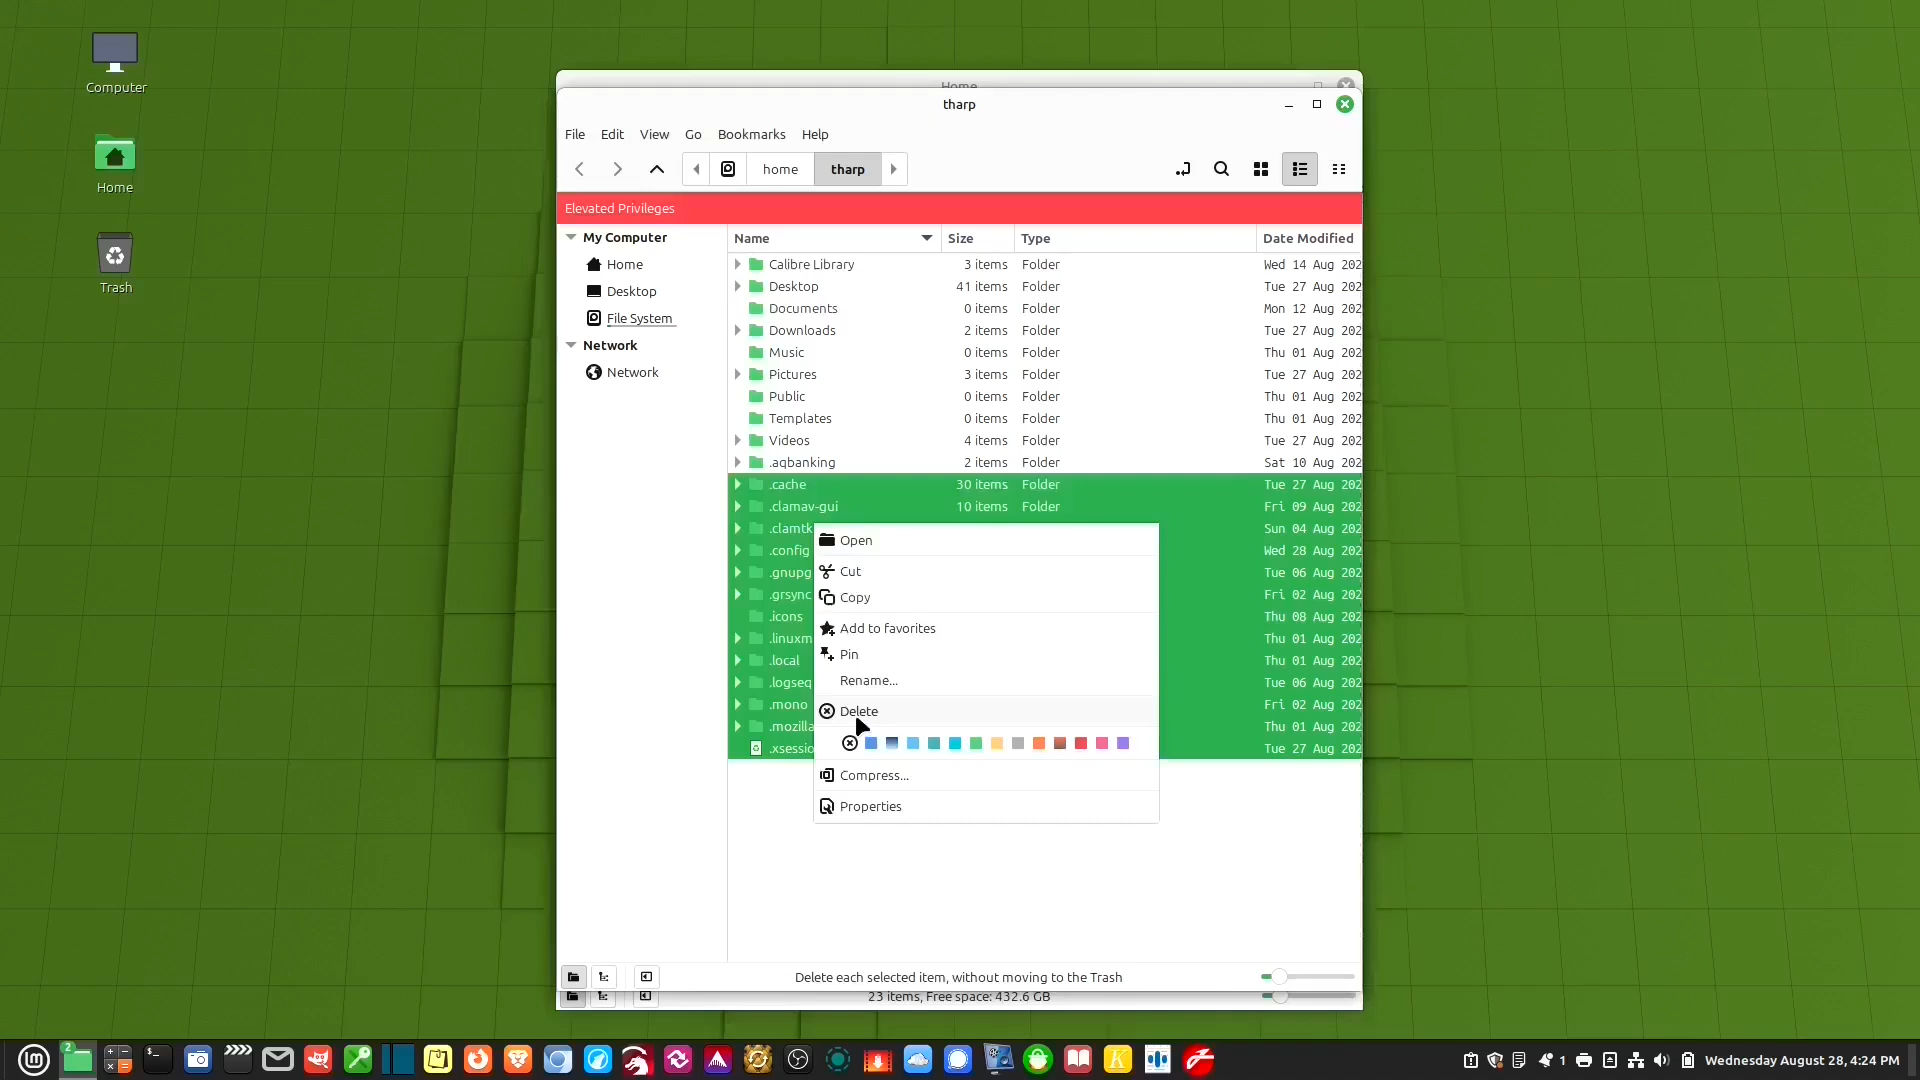 Computer
Home
Trash
Home
tharp
File Edit View Go Bookmarks Help
home tharp
Elevated Privileges
My Computer
Home
Desktop
File System
Network
Network
Name Size Type Date Modified
Calibre Library 3 items Folder Wed 14 Aug 202
Desktop 41 items Folder Tue 27 Aug 202
Documents 0 items Folder Mon 12 Aug 202
Downloads 2 items Folder Tue 27 Aug 202
Music 0 items Folder Thu 01 Aug 202
Pictures 3 items Folder Tue 27 Aug 202
Public 0 items Folder Thu 01 Aug 202
Templates 0 items Folder Thu 01 Aug 202
Videos 4 items Folder Tue 27 Aug 202
.aqbanking 2 items Folder Sat 10 Aug 202
.cache 30 items Folder Tue 27 Aug 202
.clamav-gui 10 items Folder Fri 09 Aug 202
.clamtk Sun 04 Aug 202
.config Wed 28 Aug 202
.gnupg Tue 06 Aug 202
.grsync Fri 02 Aug 202
.icons Thu 08 Aug 202
.linuxm Thu 01 Aug 202
.local Thu 01 Aug 202
.logseq Tue 06 Aug 202
.mono Fri 02 Aug 202
.mozilla Thu 01 Aug 202
.xsessio Tue 27 Aug 202
Open
Cut
Copy
Add to favorites
Pin
Rename...
Delete
Compress...
Properties
Delete each selected item, without moving to the Trash
23 items, Free space: 432.6 GB
2
1 Wednesday August 28, 4:24 PM